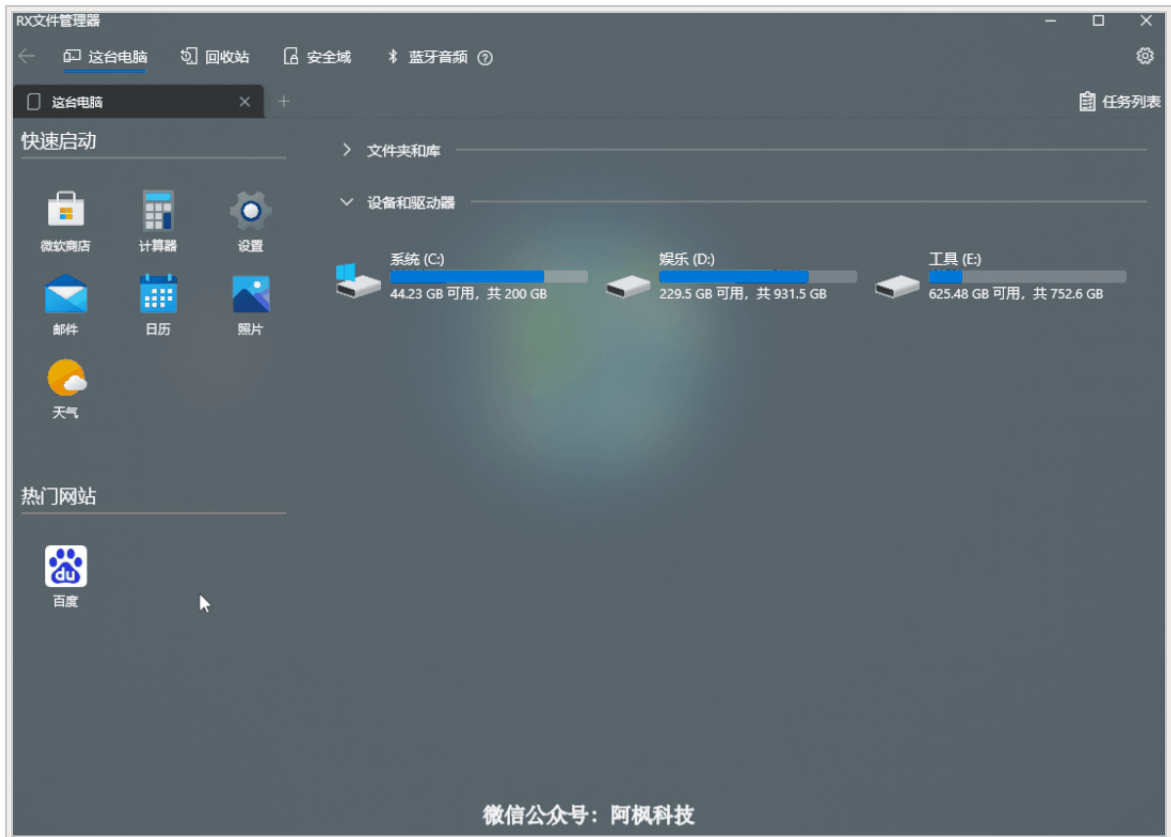 RX文件管理器
这台电脑 回收站 安全域 蓝牙音频 ?
这台电脑 任务列表
快速启动
微软商店 计算器 设置
邮件 日历 照片
天气
热门网站
du
百度
文件夹和库
设备和驱动器
系统 (C:) 娱乐 (D:) 工具 (E:)
44.23 GB 可用，共 200 GB 229.5 GB 可用，共 931.5 GB 625.48 GB 可用，共 752.6 GB
微信公众号：阿枫科技